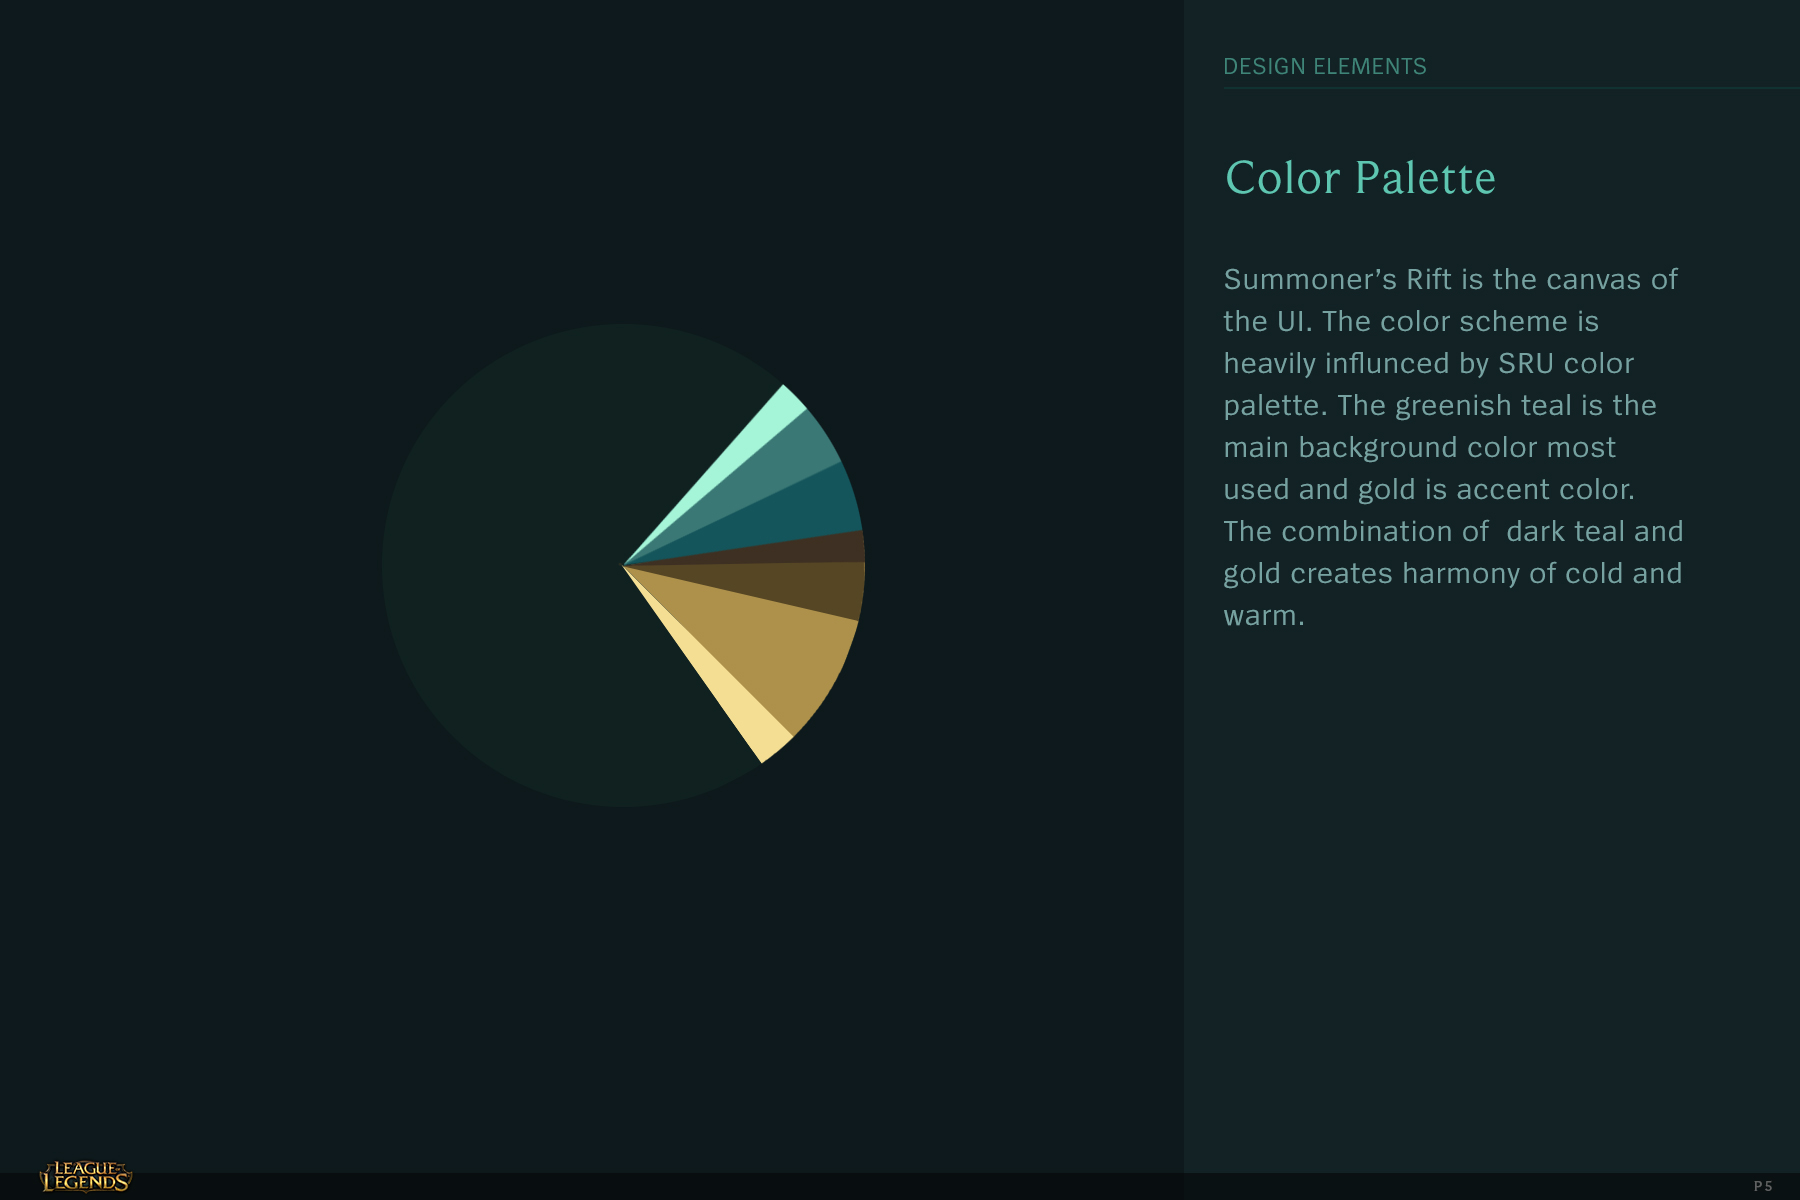 DESIGN ELEMENTS
Color Palette
Summoner’s Rift is the canvas of
the UI. The color scheme is
heavily influnced by SRU color
palette. The greenish teal is the
main background color most
used and gold is accent color.
The combination of  dark teal and
gold creates harmony of cold and
warm.
LEAGUE OF
LEGENDS
P 5